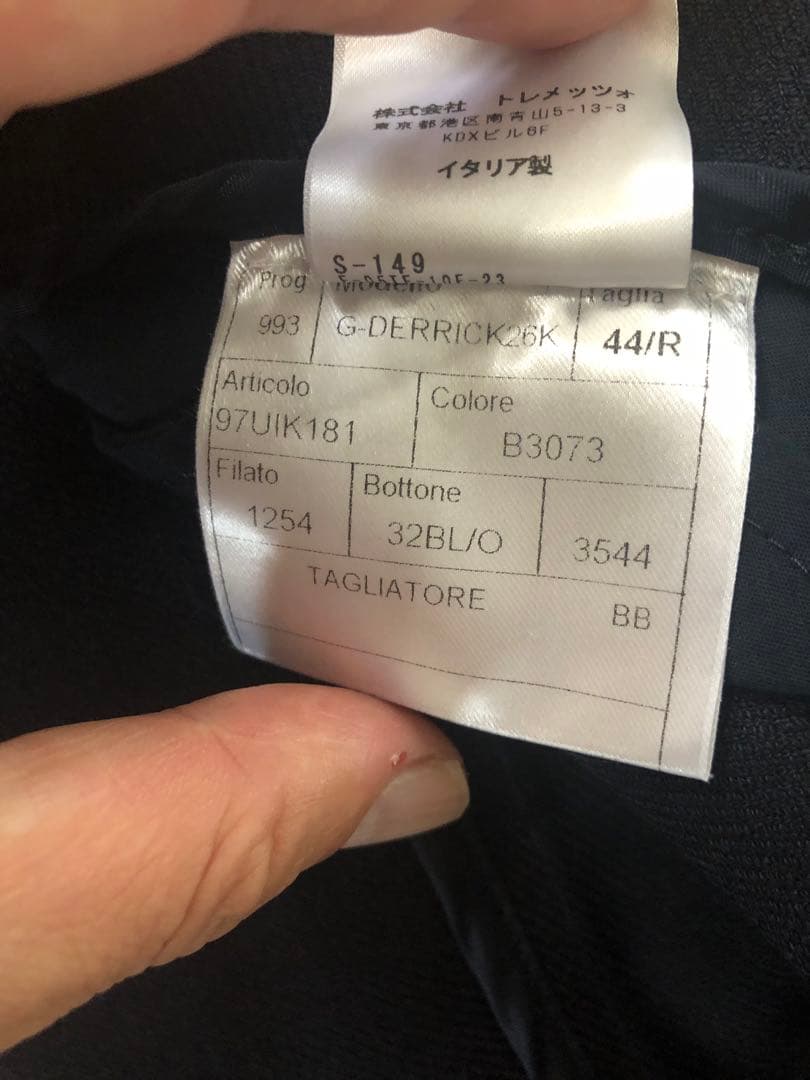 株式会社 トレメッツォ
東京都港区南青山5-13-3
KDXビル6F
イタリア製
S-149
Prog Modello Taglia
993 G-DERRICK26K 44/R
Articolo Colore
97UIK181 B3073
Filato Bottone
1254 32BL/O 3544
TAGLIATORE BB